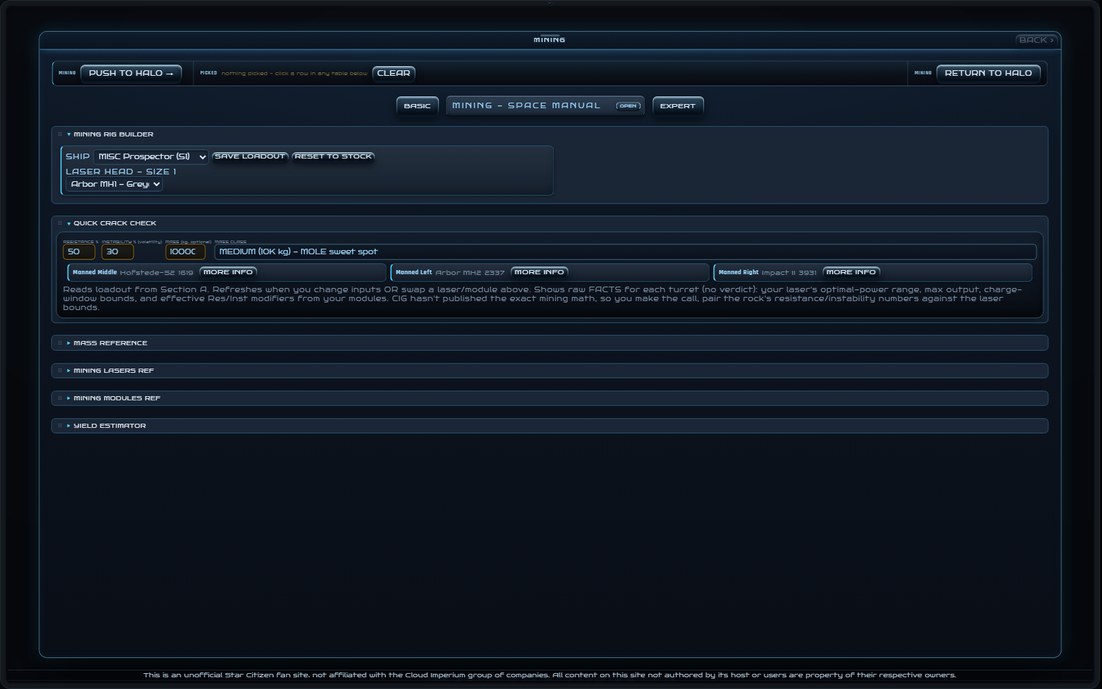 MINING
BACK
MINING PUSH TO HALO → PICKED nothing picked - click a row in any table below CLEAR MINING RETURN TO HALO
BASIC MINING - SPACE MANUAL OPEN EXPERT
MINING RIG BUILDER
SHIP MISC Prospector (S1) SAVE LOADOUT RESET TO STOCK
LASER HEAD - SIZE 1
Arbor MH1 - Grey
QUICK CRACK CHECK
RESISTANCE % INSTABILITY % (volatility) MASS (kg, optional) MASS CLASS
50 30 1000 MEDIUM (10K kg) - MOLE sweet spot
Manned Middle Hofstede-S2 1619 MORE INFO Manned Left Arbor MH2 2337 MORE INFO Manned Right Impact II 3931 MORE INFO
Reads loadout from Section A. Refreshes when you change inputs OR swap a laser/module above. Shows raw FACTS for each turret (no verdict): your laser's optimal-power range, max output, charge-
window bounds, and effective Res/Inst modifiers from your modules. CIG hasn't published the exact mining math, so you make the call, pair the rock's resistance/instability numbers against the laser
bounds.
MASS REFERENCE
MINING LASERS REF
MINING MODULES REF
YIELD ESTIMATOR
This is an unofficial Star Citizen fan site, not affiliated with the Cloud Imperium group of companies. All content on this site not authored by its host or users are property of their respective owners.